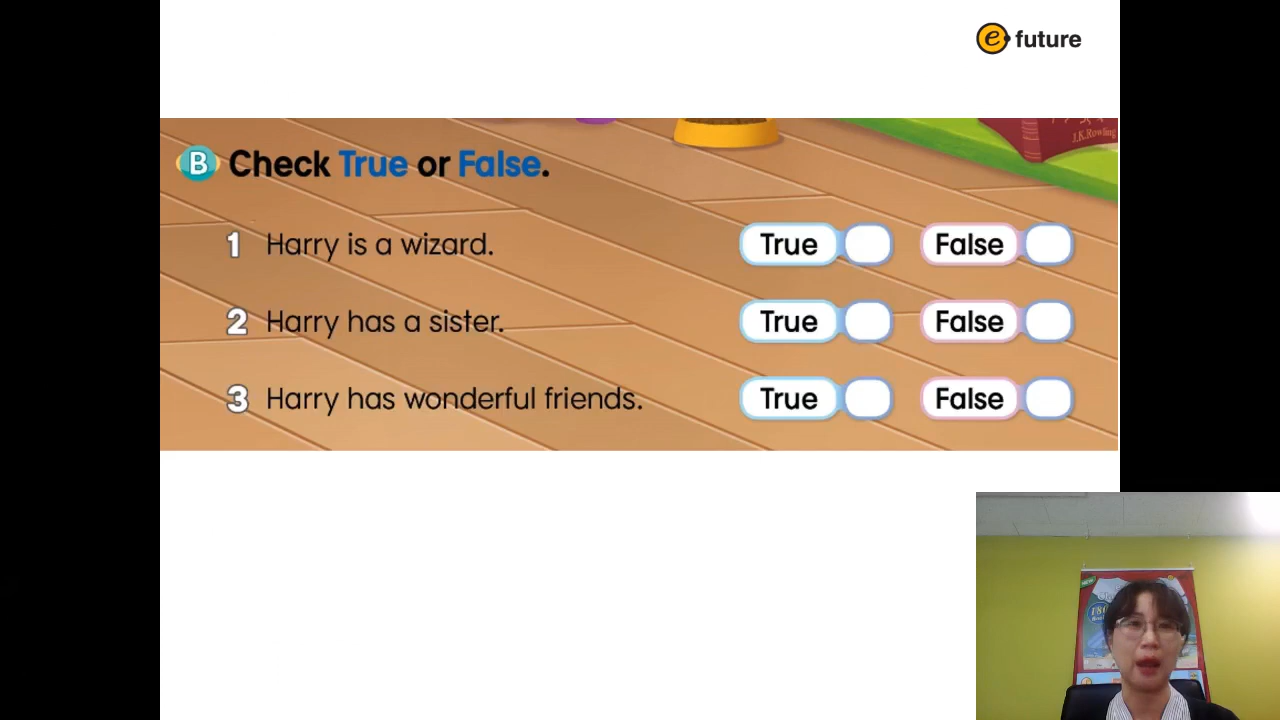 e future
J.K.Rowling
B Check True or False.
1 Harry is a wizard. True False
2 Harry has a sister. True False
3 Harry has wonderful friends. True False